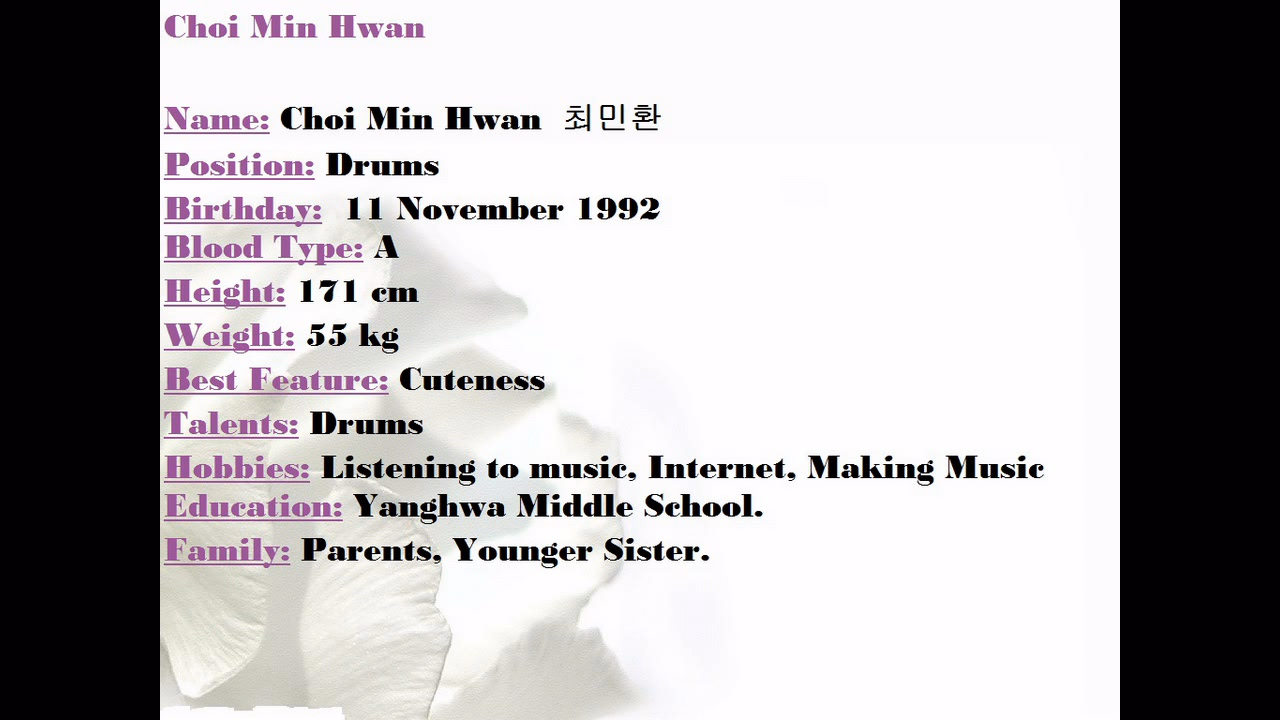 Choi Min Hwan
Name: Choi Min Hwan 최민환
Position: Drums
Birthday: 11 November 1992
Blood Type: A
Height: 171 cm
Weight: 55 kg
Best Feature: Cuteness
Talents: Drums
Hobbies: Listening to music, Internet, Making Music
Education: Yanghwa Middle School.
Family: Parents, Younger Sister.